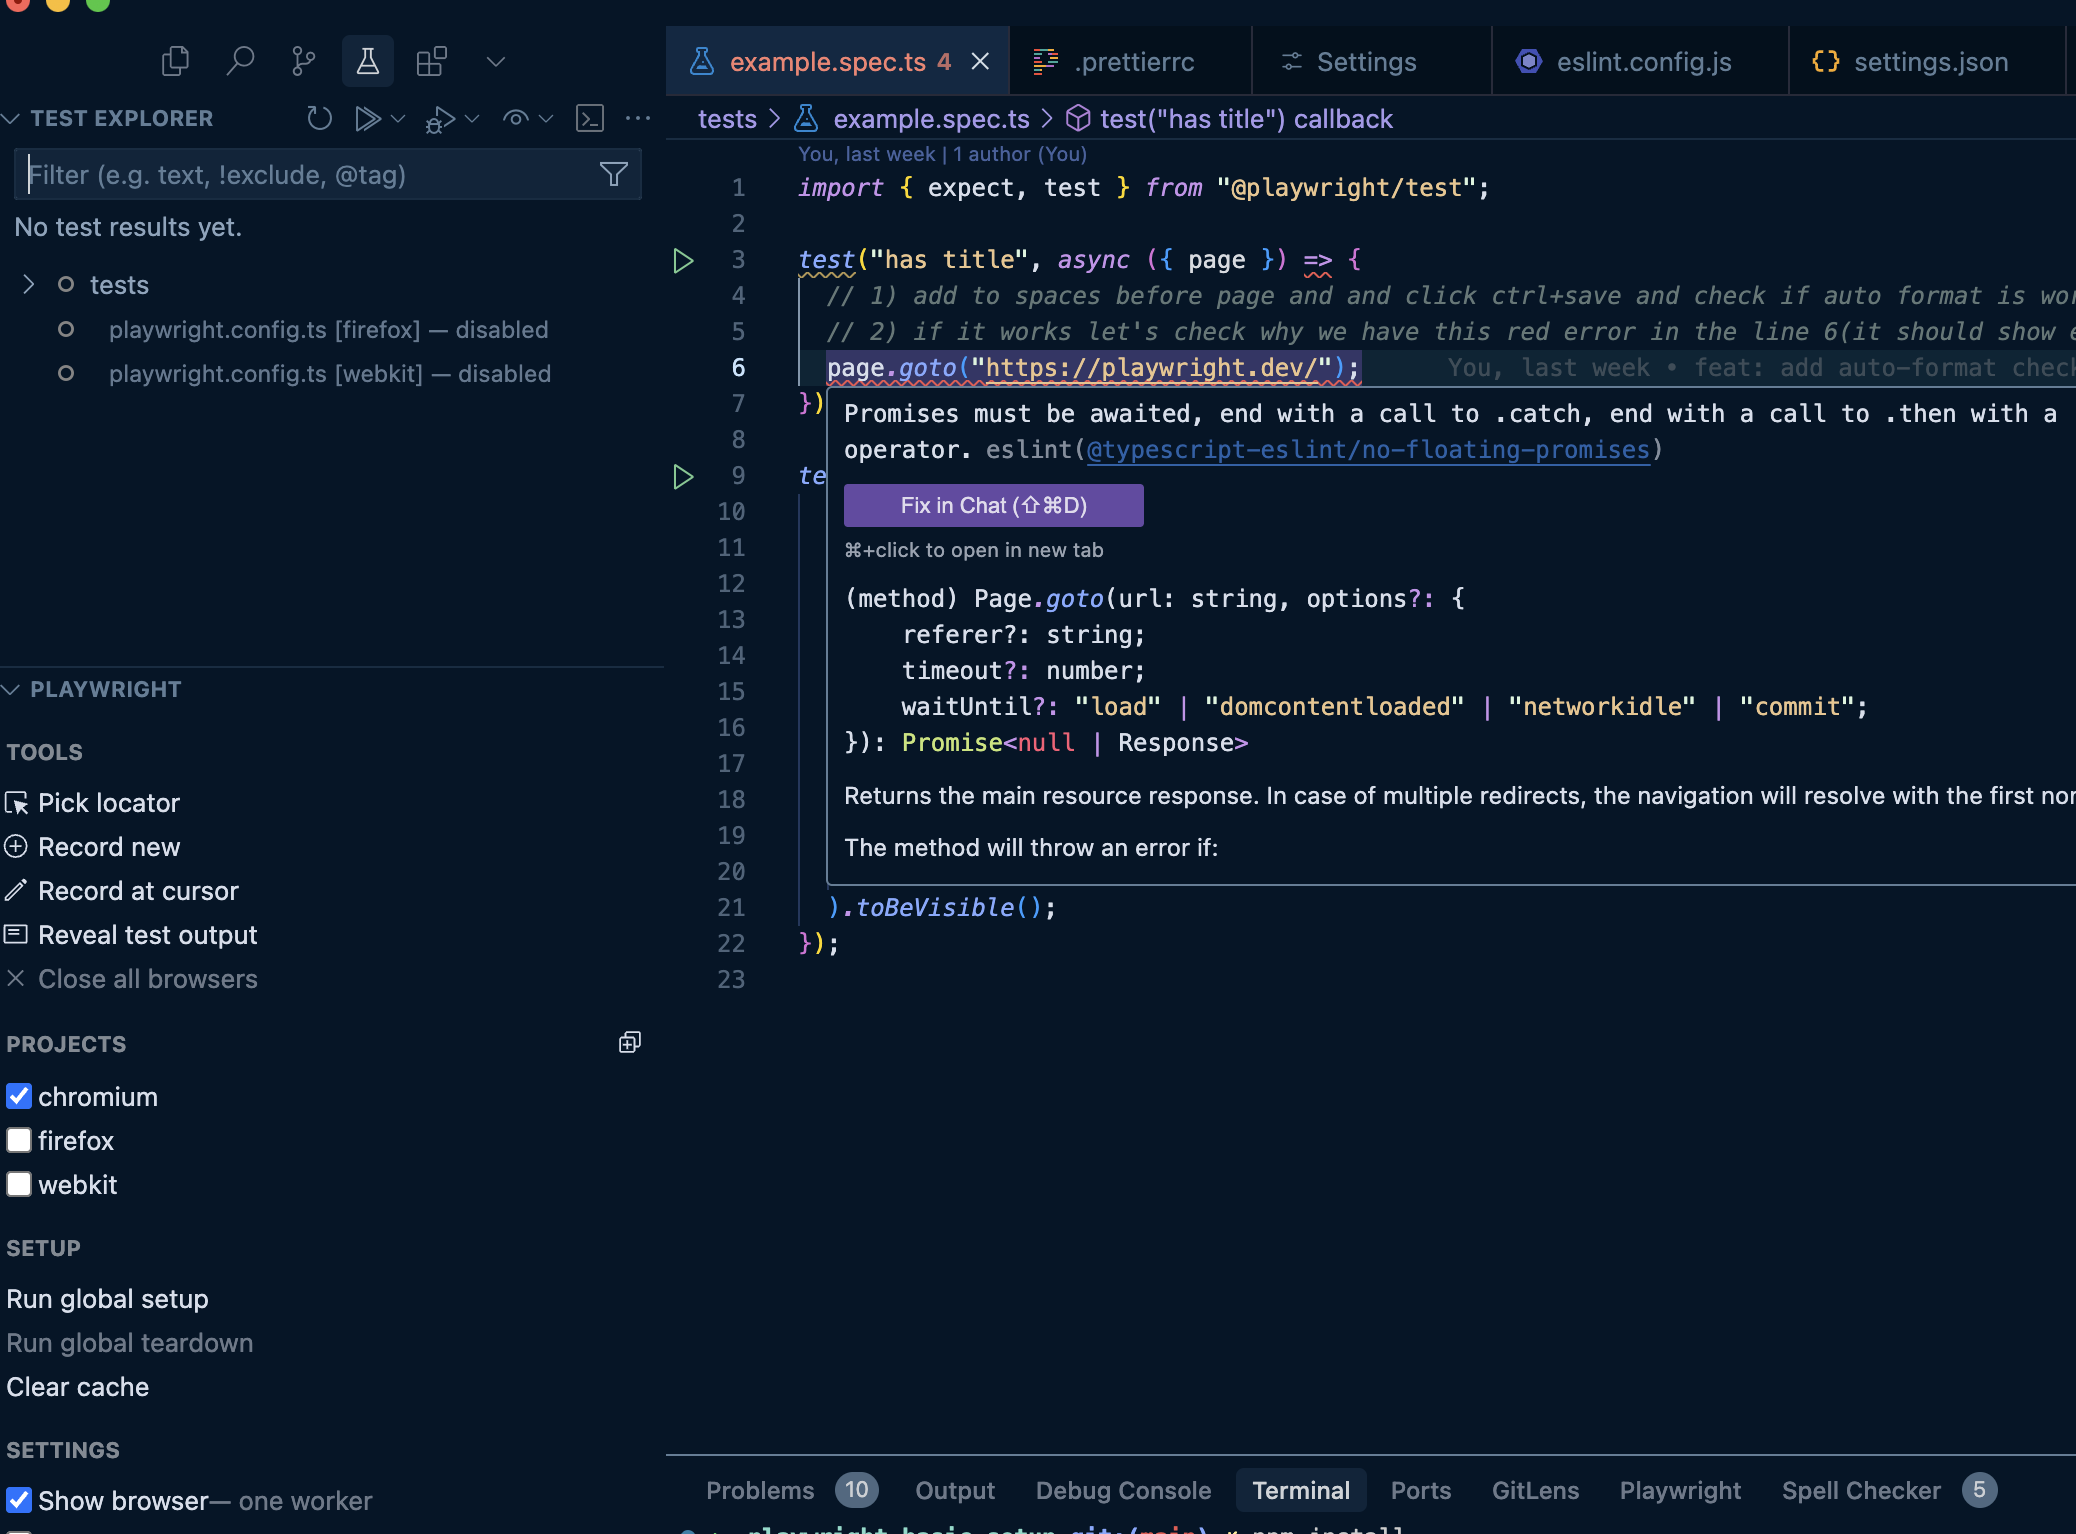 TEST EXPLORER
Filter (e.g. text, !exclude, @tag)
No test results yet.
tests
playwright.config.ts [firefox] — disabled
playwright.config.ts [webkit] — disabled
PLAYWRIGHT
TOOLS
Pick locator
Record new
Record at cursor
Reveal test output
Close all browsers
PROJECTS
chromium
firefox
webkit
SETUP
Run global setup
Run global teardown
Clear cache
SETTINGS
Show browser— one worker
example.spec.ts 4
.prettierrc
Settings
eslint.config.js
settings.json
tests > example.spec.ts > test("has title") callback
You, last week | 1 author (You)
1 import { expect, test } from "@playwright/test";
2
3 test("has title", async ({ page }) => {
4 // 1) add to spaces before page and and click ctrl+save and check if auto format is
5 // 2) if it works let's check why we have this red error in the line 6(it should show
6 page.goto("https://playwright.dev/"); You, last week • feat: add auto-format
7 })
8
9 te
10
11
12
13
14
15
16
17
18
19
20
21 ).toBeVisible();
22 });
23
Promises must be awaited, end with a call to .catch, end with a call to .then with a
operator. eslint(@typescript-eslint/no-floating-promises)
Fix in Chat (⇧⌘D)
⌘+click to open in new tab
(method) Page.goto(url: string, options?: {
referer?: string;
timeout?: number;
waitUntil?: "load" | "domcontentloaded" | "networkidle" | "commit";
}): Promise<null | Response>
Returns the main resource response. In case of multiple redirects, the navigation will resolve with the first
The method will throw an error if:
Problems 10
Output
Debug Console
Terminal
Ports
GitLens
Playwright
Spell Checker 5